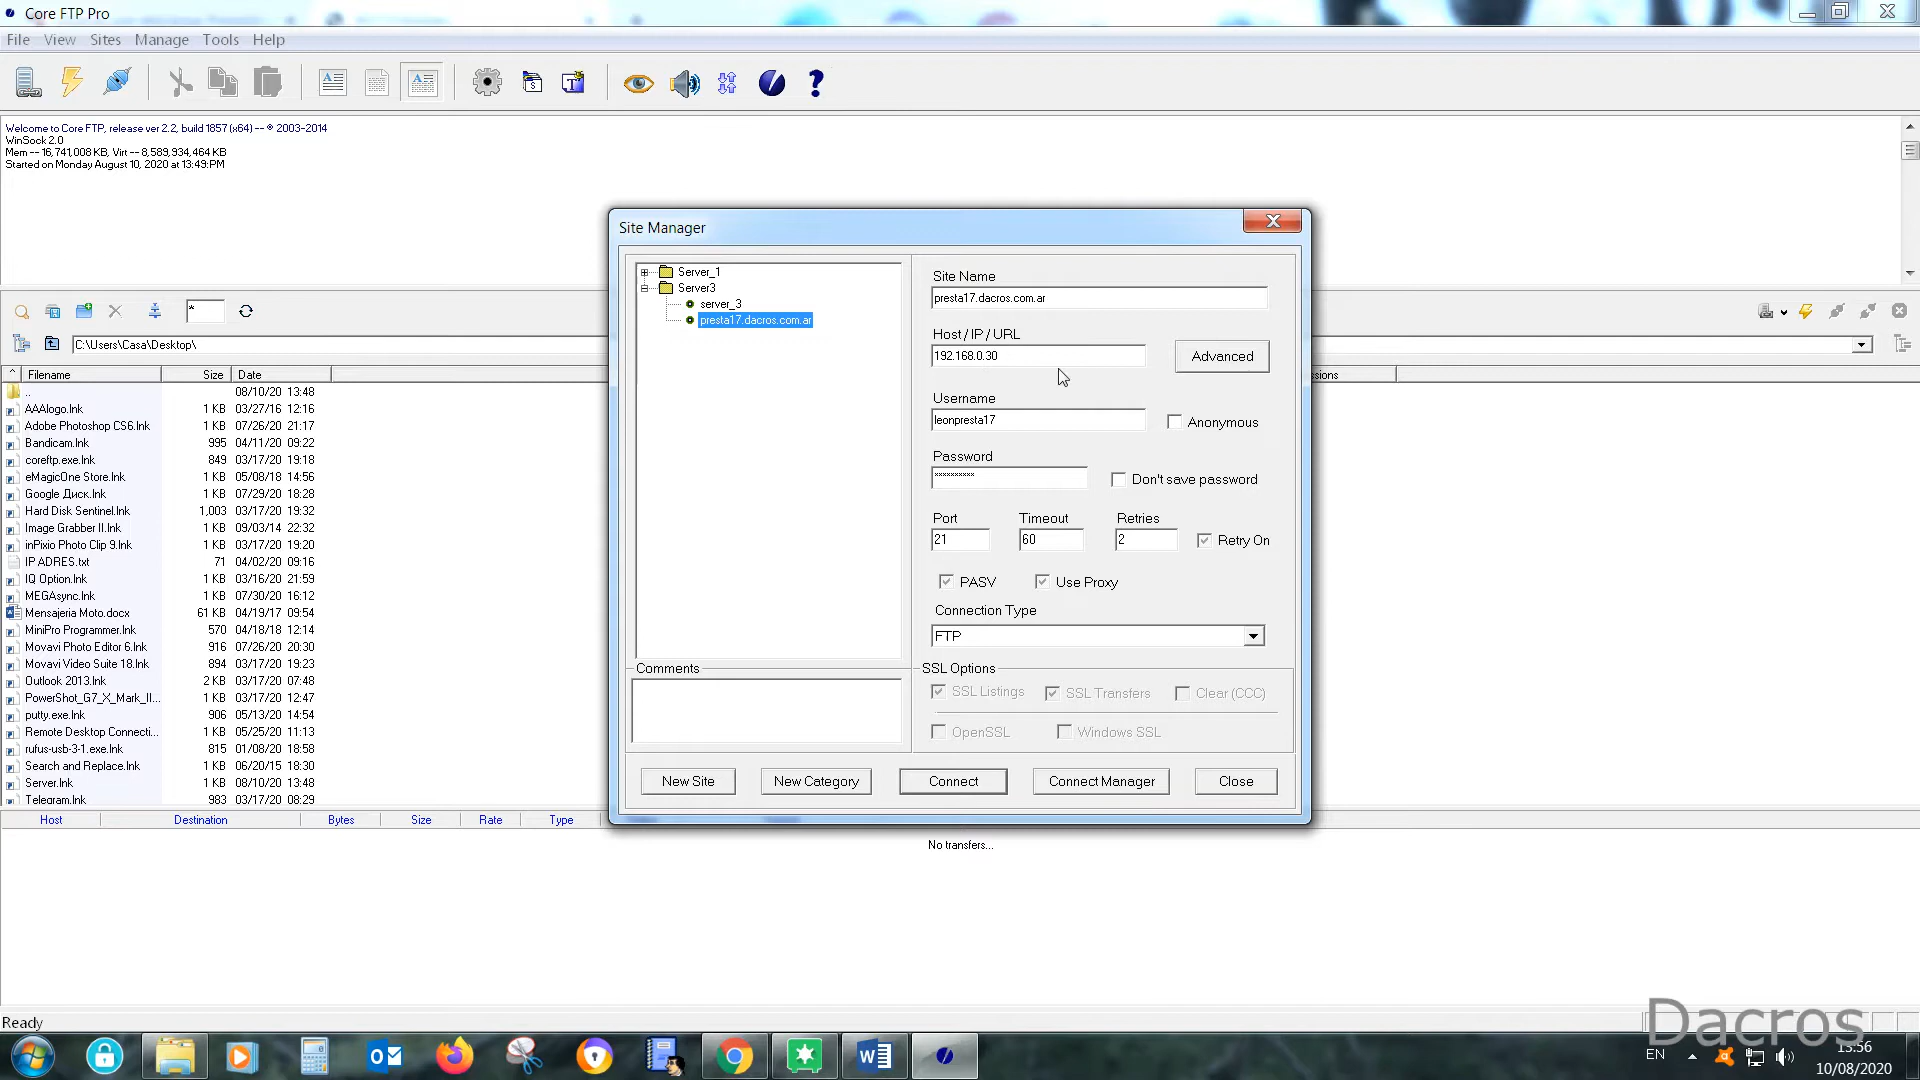 Core FTP Pro
File View Sites Manage Tools Help
Welcome to Core FTP, release ver 2.2, build 1857 (x64) -- ® 2003-2014
WinSock 2.0
Mem -- 16,741,008 KB, Virt -- 8,589,934,464 KB
Started on Monday August 10, 2020 at 13:49:PM
*
C:\Users\Casa\Desktop\
^ Filename Size Date
.. 08/10/20 13:48
AAAlogo.lnk 1 KB 03/27/16 12:16
Adobe Photoshop CS6.lnk 1 KB 07/26/20 21:17
Bandicam.lnk 995 04/11/20 09:22
coreftp.exe.lnk 849 03/17/20 19:18
eMagicOne Store.lnk 1 KB 05/08/18 14:56
Google Диск.lnk 1 KB 07/29/20 18:28
Hard Disk Sentinel.lnk 1,003 03/17/20 19:32
Image Grabber II.lnk 1 KB 09/03/14 22:32
inPixio Photo Clip 9.lnk 1 KB 03/17/20 19:20
IP ADRES.txt 71 04/02/20 09:16
IQ Option.lnk 1 KB 03/16/20 21:59
MEGAsync.lnk 1 KB 07/30/20 16:12
Mensajeria Moto.docx 61 KB 04/19/17 09:54
MiniPro Programmer.lnk 570 04/18/18 12:14
Movavi Photo Editor 6.lnk 916 07/26/20 20:30
Movavi Video Suite 18.lnk 894 03/17/20 19:23
Outlook 2013.lnk 2 KB 03/17/20 07:48
PowerShot_G7_X_Mark_II... 1 KB 03/17/20 12:47
putty.exe.lnk 906 05/13/20 14:54
Remote Desktop Connecti... 1 KB 05/25/20 11:13
rufus-usb-3-1.exe.lnk 815 01/08/20 18:58
Search and Replace.lnk 1 KB 06/20/15 18:30
Server.lnk 1 KB 08/10/20 13:48
Telegram.lnk 983 03/17/20 08:29
Site Manager
Server_1
Server3
server_3
presta17.dacros.com.ar
Comments
Site Name
presta17.dacros.com.ar
Host / IP / URL
192.168.0.30
Advanced
Username
leonpresta17
Anonymous
Password
**********
Don't save password
Port Timeout Retries
21 60 2 Retry On
PASV Use Proxy
Connection Type
FTP
SSL Options
SSL Listings SSL Transfers Clear (CCC)
OpenSSL Windows SSL
New Site New Category Connect Connect Manager Close
Host Destination Bytes Size Rate Type
No transfers...
Ready
Dacros
EN 13:56
10/08/2020